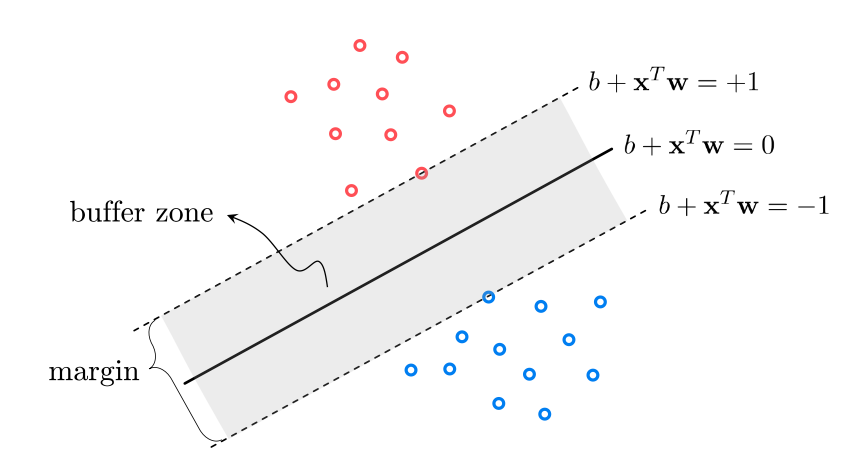 b + x^T w = +1
b + x^T w = 0
b + x^T w = −1
buffer zone
margin